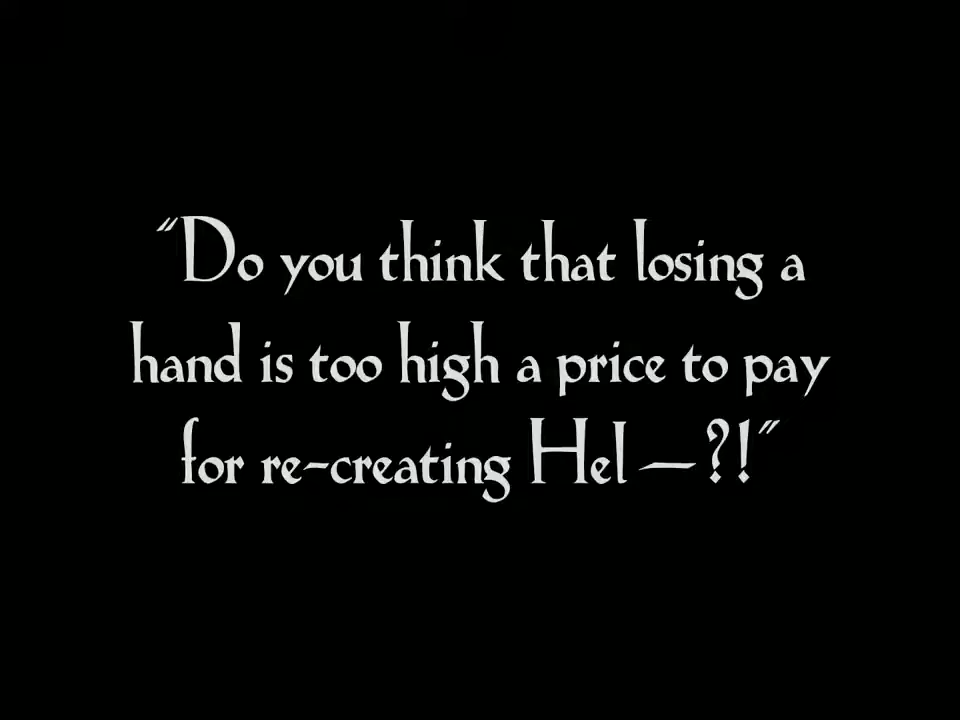 "Do you think that losing a
hand is too high a price to pay
for re-creating Hel—?!"